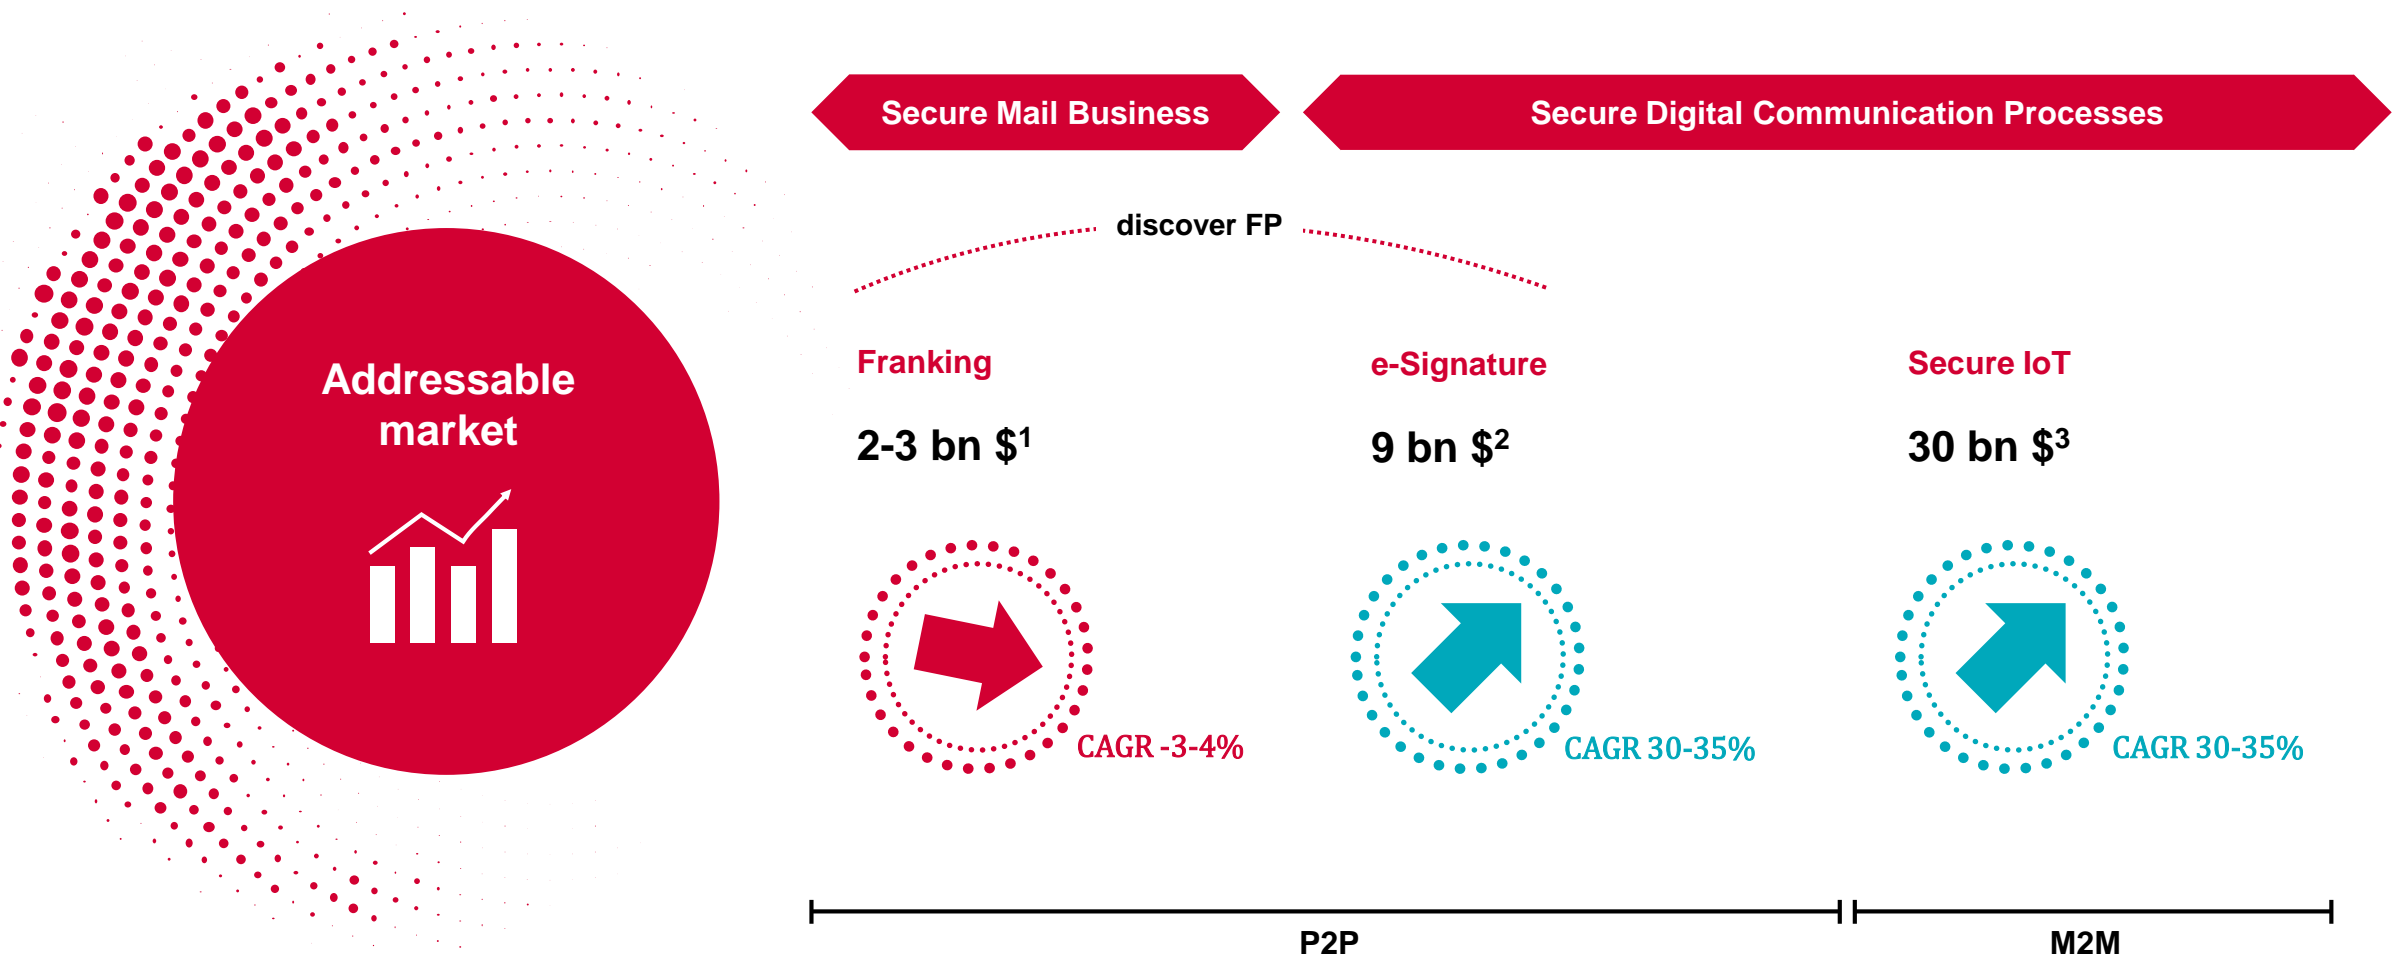 Secure Mail Business
Secure Digital Communication Processes
discover FP
Addressable
market
Franking
2-3 bn $¹
CAGR -3-4%
e-Signature
9 bn $²
CAGR 30-35%
Secure IoT
30 bn $³
CAGR 30-35%
P2P
M2M